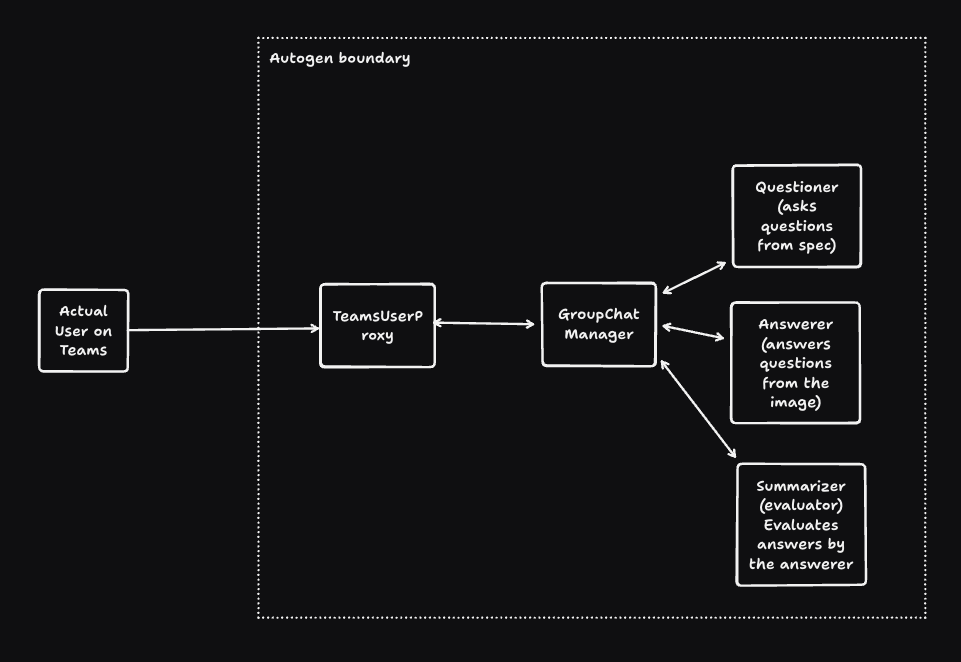 Autogen boundary
Questioner
(asks
questions
from spec)
Actual
User on
Teams
TeamsUserP
roxy
GroupChat
Manager
Answerer
(answers
questions
from the
image)
Summarizer
(evaluator)
Evaluates
answers by
the answerer